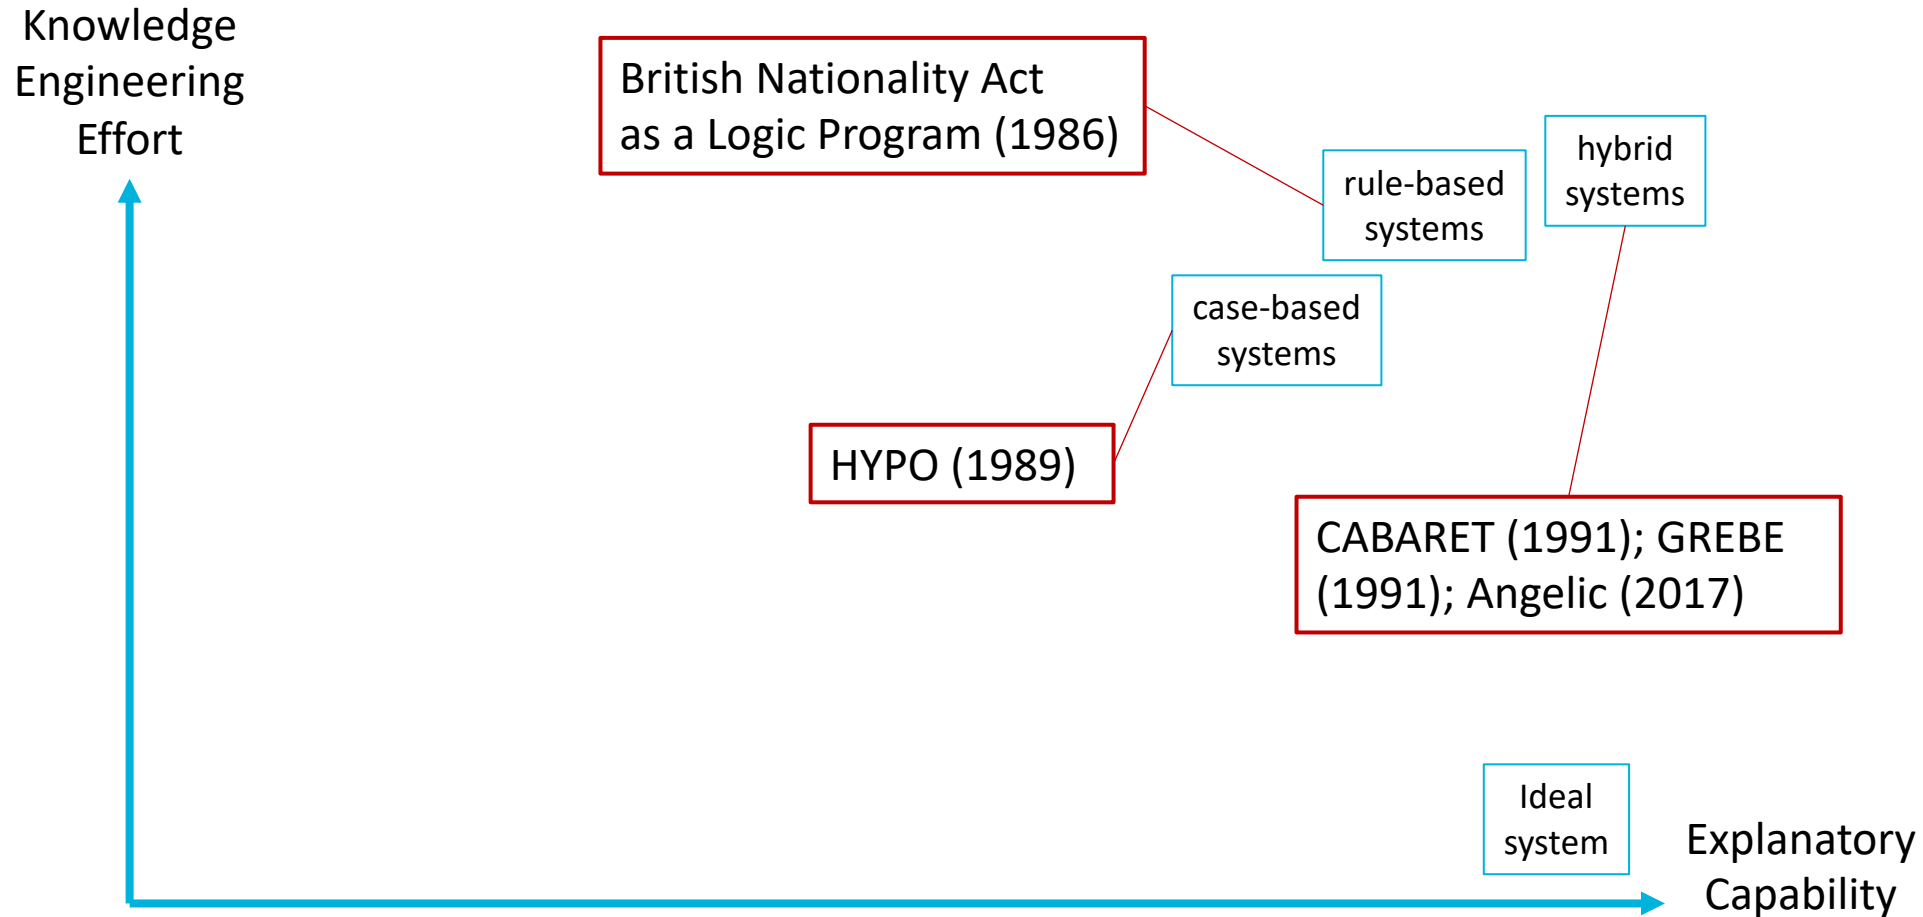 Knowledge
Engineering
Effort
British Nationality Act
as a Logic Program (1986)
hybrid
systems
rule-based
systems
case-based
systems
HYPO (1989)
CABARET (1991); GREBE
(1991); Angelic (2017)
Ideal
system
Explanatory
Capability